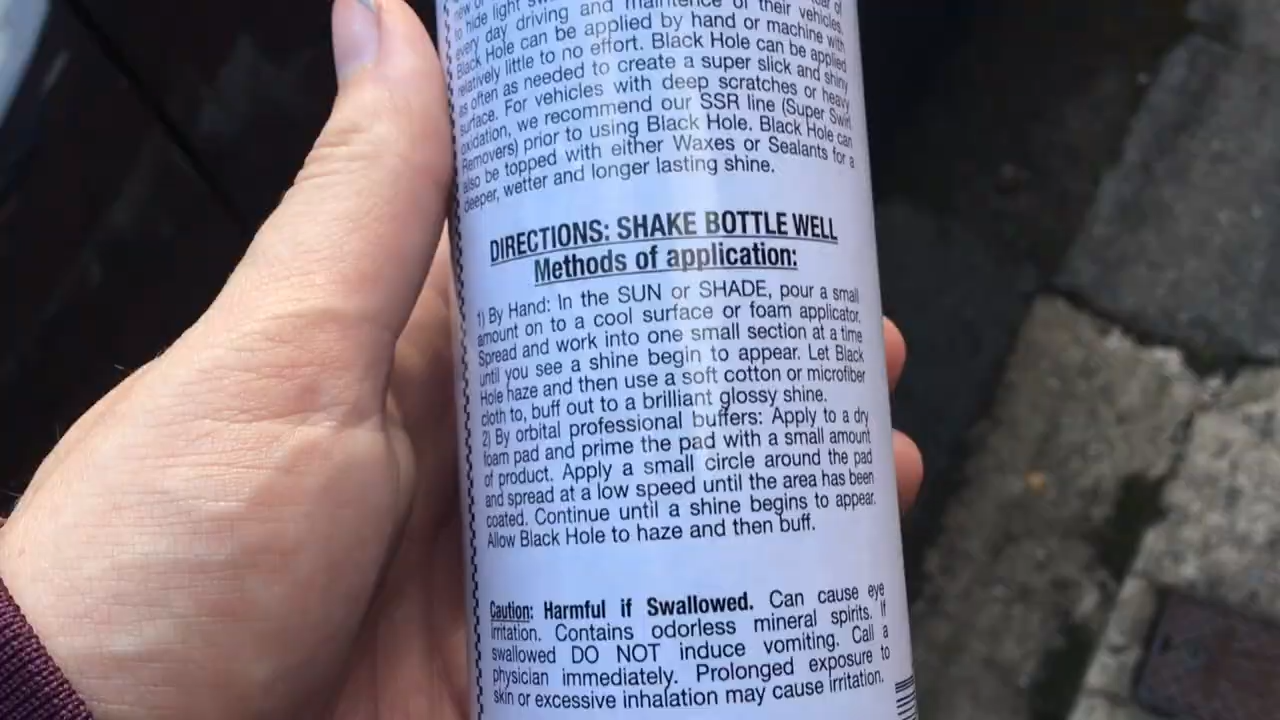 to hide light
every day driving and maintence of their vehicles.
Black Hole can be applied by hand or machine with
relatively little to no effort. Black Hole can be applied
as often as needed to create a super slick and shiny
surface. For vehicles with deep scratches or heavy
oxidation, we recommend our SSR line (Super Swirl
Removers) prior to using Black Hole. Black Hole can
also be topped with either Waxes or Sealants for a
deeper, wetter and longer lasting shine.
DIRECTIONS: SHAKE BOTTLE WELL
Methods of application:
1) By Hand: In the SUN or SHADE, pour a small
amount on to a cool surface or foam applicator.
Spread and work into one small section at a time
until you see a shine begin to appear. Let Black
Hole haze and then use a soft cotton or microfiber
cloth to, buff out to a brilliant glossy shine.
2) By orbital professional buffers: Apply to a dry
foam pad and prime the pad with a small amount
of product. Apply a small circle around the pad
and spread at a low speed until the area has been
coated. Continue until a shine begins to appear.
Allow Black Hole to haze and then buff.
Caution: Harmful if Swallowed. Can cause eye
irritation. Contains odorless mineral spirits. If
swallowed DO NOT induce vomiting. Call a
physician immediately. Prolonged exposure to
skin or excessive inhalation may cause irritation.